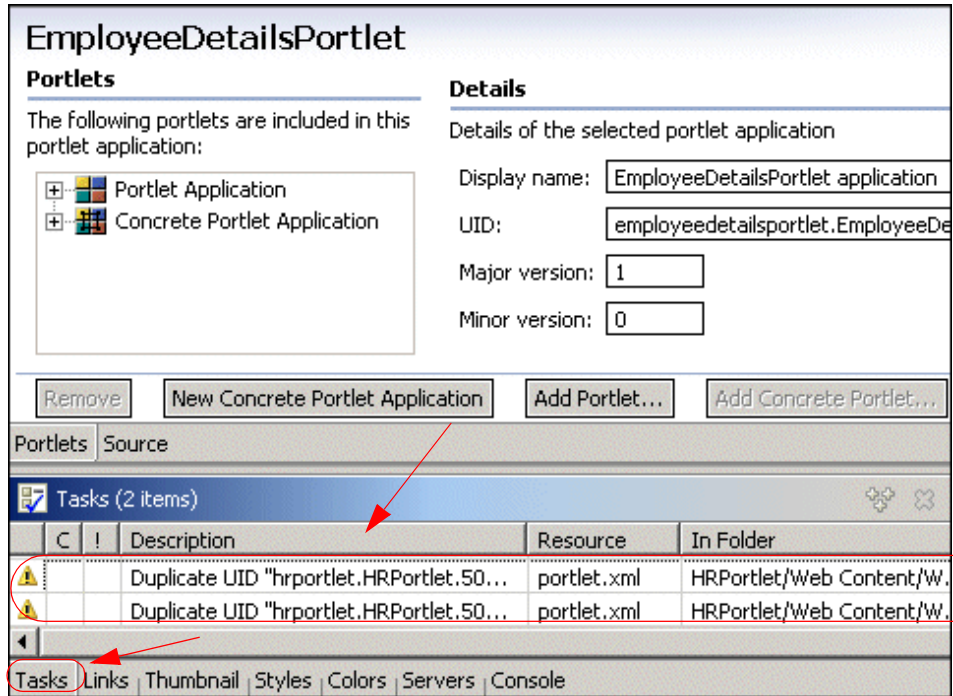 EmployeeDetailsPortlet
Portlets
The following portlets are included in this
portlet application:
Portlet Application
Concrete Portlet Application
Details
Details of the selected portlet application
Display name: EmployeeDetailsPortlet application
UID: employeedetailsportlet.EmployeeDe
Major version: 1
Minor version: 0
Remove New Concrete Portlet Application Add Portlet... Add Concrete Portlet...
Portlets Source
Tasks (2 items)
C ! Description Resource In Folder
Duplicate UID "hrportlet.HRPortlet.50... portlet.xml HRPortlet/Web Content/W.
Duplicate UID "hrportlet.HRPortlet.50... portlet.xml HRPortlet/Web Content/W.
Tasks Links Thumbnail Styles Colors Servers Console